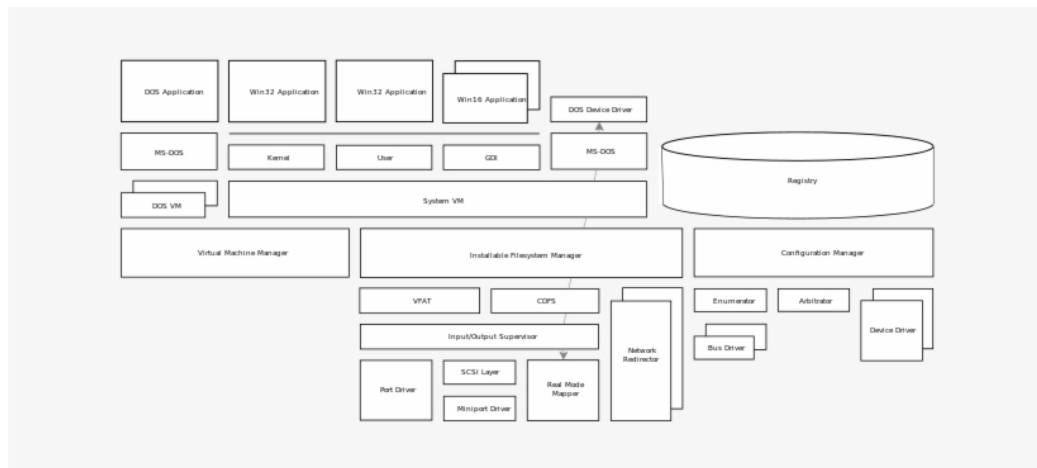 DOS Application
Win32 Application
Win32 Application
Win16 Application
DOS Device Driver
MS-DOS
Kernel
User
GDI
MS-DOS
Registry
DOS VM
System VM
Virtual Machine Manager
Installable Filesystem Manager
Configuration Manager
VFAT
CDFS
Enumerator
Arbitrator
Device Driver
Input/Output Supervisor
Network
Redirector
Bus Driver
Port Driver
SCSI Layer
Real Mode
Mapper
Miniport Driver